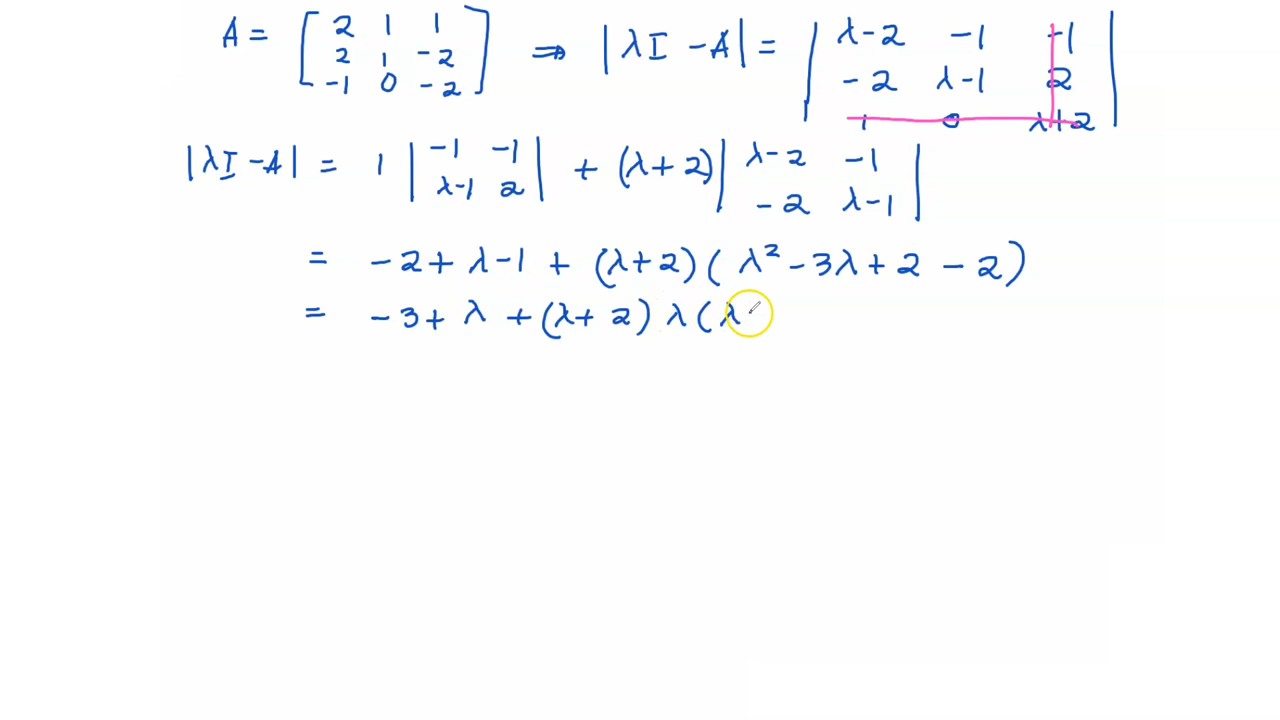 A = [ 2 1 1 ⇒ |λI - A| = | λ-2 -1 -1 |
2 1 -2 -2 λ-1 2
-1 0 -2 ] 1 0 λ+2
|λI - A| = 1 | -1 -1 | + (λ+2) | λ-2 -1 |
λ-1 2 -2 λ-1
= -2 + λ-1 + (λ+2) ( λ² - 3λ + 2 - 2 )
= -3 + λ + (λ+2) λ (λ